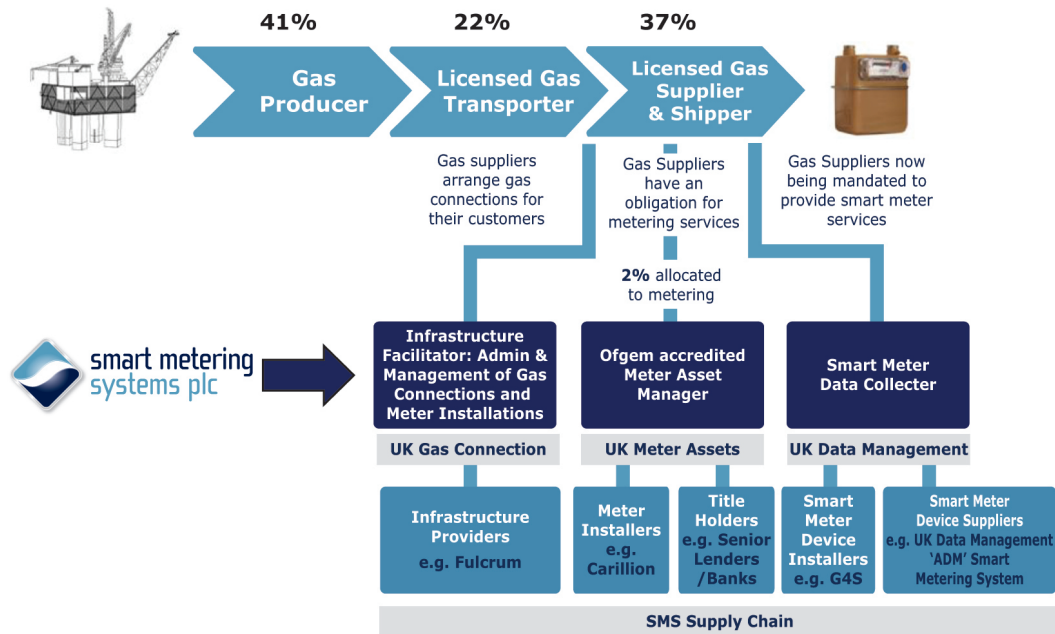 41%
22%
37%
Gas
Producer
Licensed Gas
Transporter
Licensed Gas
Supplier
& Shipper
Gas suppliers
arrange gas
connections for
their customers
Gas Suppliers
have an
obligation for
metering services
Gas Suppliers now
being mandated to
provide smart meter
services
2% allocated
to metering
smart metering
systems plc
Infrastructure
Facilitator: Admin &
Management of Gas
Connections and
Meter Installations
Ofgem accredited
Meter Asset
Manager
Smart Meter
Data Collecter
UK Gas Connection
UK Meter Assets
UK Data Management
Infrastructure
Providers
e.g. Fulcrum
Meter
Installers
e.g.
Carillion
Title
Holders
e.g. Senior
Lenders
/Banks
Smart
Meter
Device
Installers
e.g. G4S
Smart Meter
Device Suppliers
e.g. UK Data Management
‘ADM’ Smart
Metering System
SMS Supply Chain